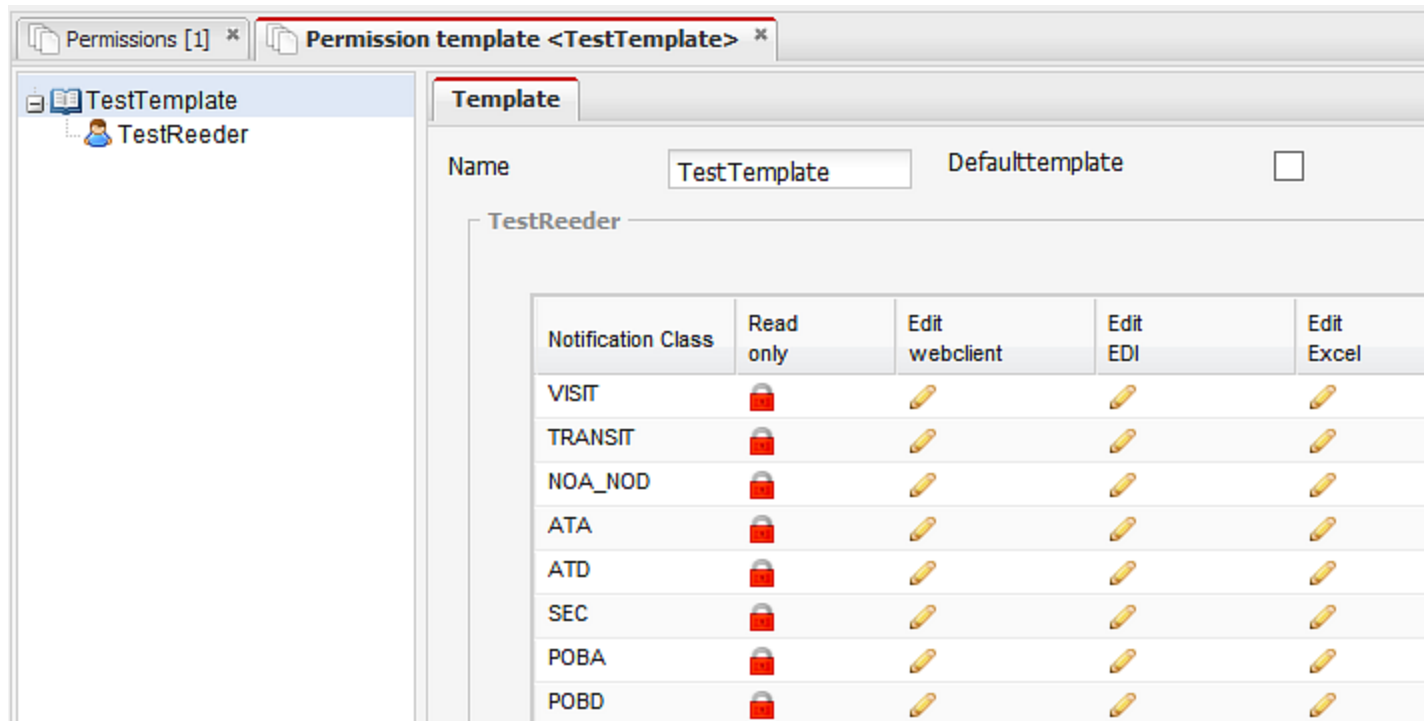 Permissions [1] Permission template <TestTemplate>
TestTemplate
TestReeder
Template
Name TestTemplate Defaulttemplate
TestReeder
Notification Class Read only Edit webclient Edit EDI Edit Excel
VISIT
TRANSIT
NOA_NOD
ATA
ATD
SEC
POBA
POBD